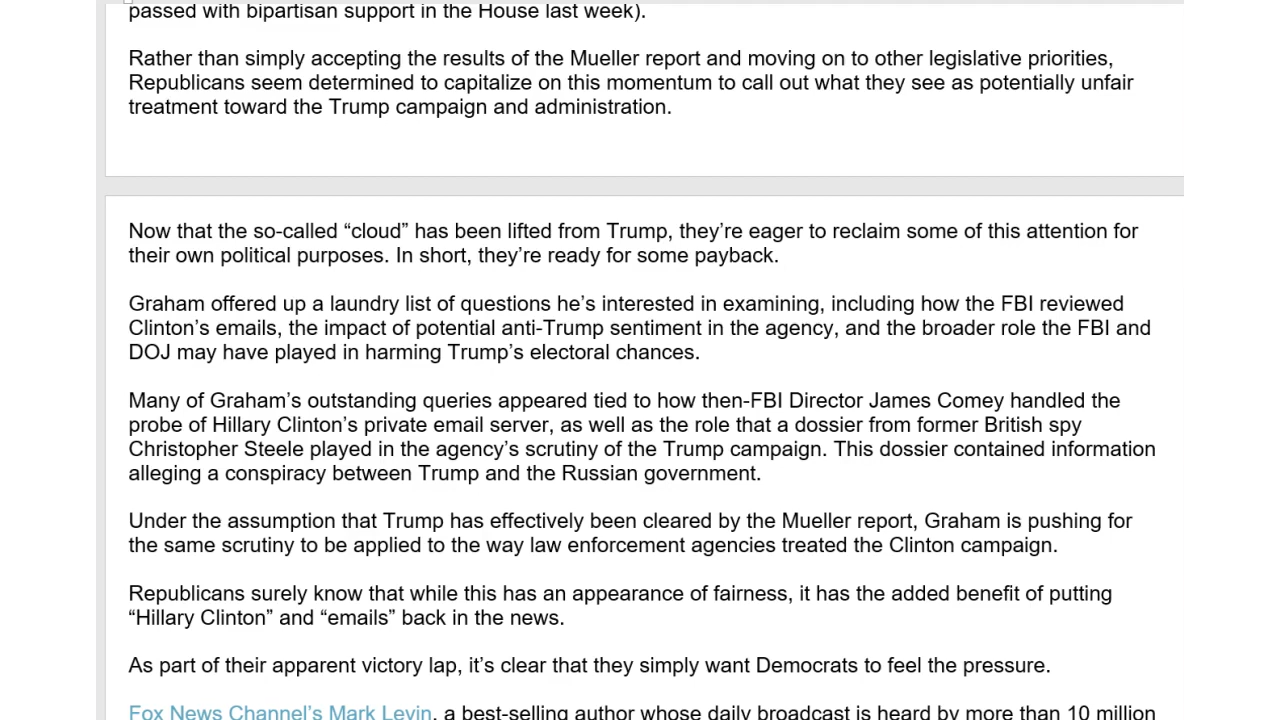 passed with bipartisan support in the House last week).
Rather than simply accepting the results of the Mueller report and moving on to other legislative priorities,
Republicans seem determined to capitalize on this momentum to call out what they see as potentially unfair
treatment toward the Trump campaign and administration.
Now that the so-called “cloud” has been lifted from Trump, they’re eager to reclaim some of this attention for
their own political purposes. In short, they’re ready for some payback.
Graham offered up a laundry list of questions he’s interested in examining, including how the FBI reviewed
Clinton’s emails, the impact of potential anti-Trump sentiment in the agency, and the broader role the FBI and
DOJ may have played in harming Trump’s electoral chances.
Many of Graham’s outstanding queries appeared tied to how then-FBI Director James Comey handled the
probe of Hillary Clinton’s private email server, as well as the role that a dossier from former British spy
Christopher Steele played in the agency’s scrutiny of the Trump campaign. This dossier contained information
alleging a conspiracy between Trump and the Russian government.
Under the assumption that Trump has effectively been cleared by the Mueller report, Graham is pushing for
the same scrutiny to be applied to the way law enforcement agencies treated the Clinton campaign.
Republicans surely know that while this has an appearance of fairness, it has the added benefit of putting
“Hillary Clinton” and “emails” back in the news.
As part of their apparent victory lap, it’s clear that they simply want Democrats to feel the pressure.
Fox News Channel’s Mark Levin, a best-selling author whose daily broadcast is heard by more than 10 million